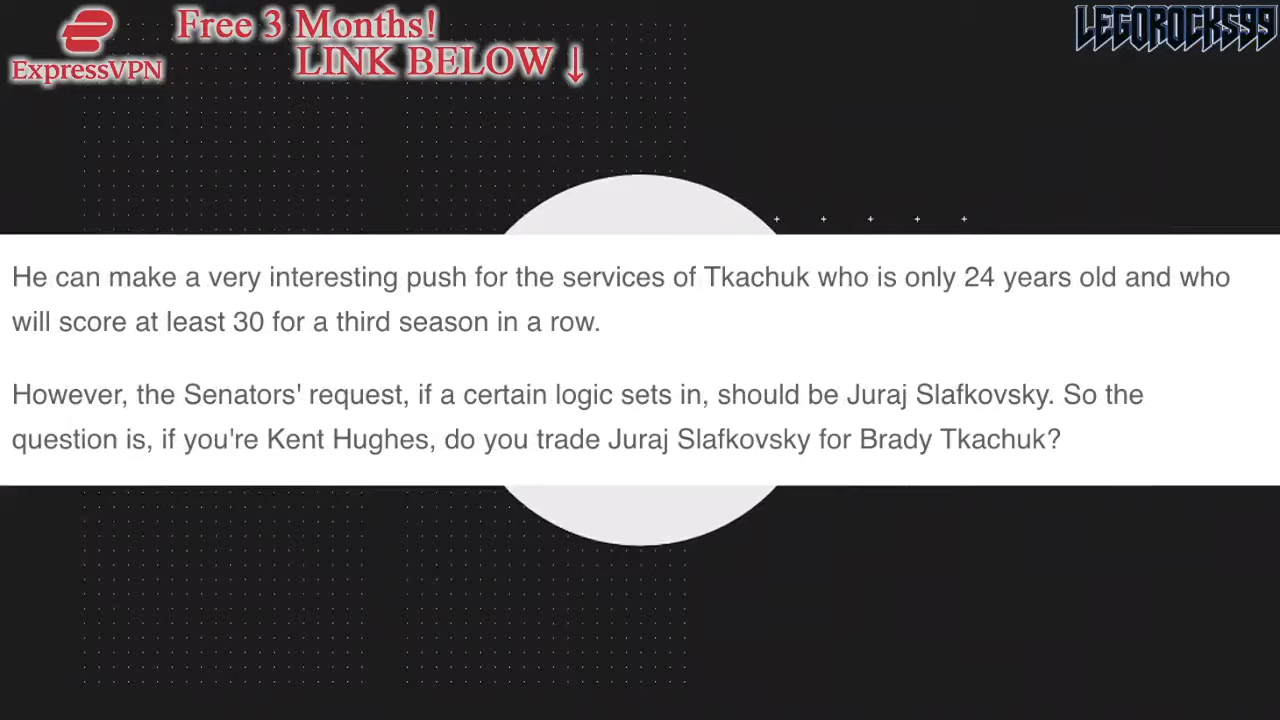 ExpressVPN
Free 3 Months!
LINK BELOW ↓
LEGOROCKS99
He can make a very interesting push for the services of Tkachuk who is only 24 years old and who
will score at least 30 for a third season in a row.
However, the Senators' request, if a certain logic sets in, should be Juraj Slafkovsky. So the
question is, if you're Kent Hughes, do you trade Juraj Slafkovsky for Brady Tkachuk?